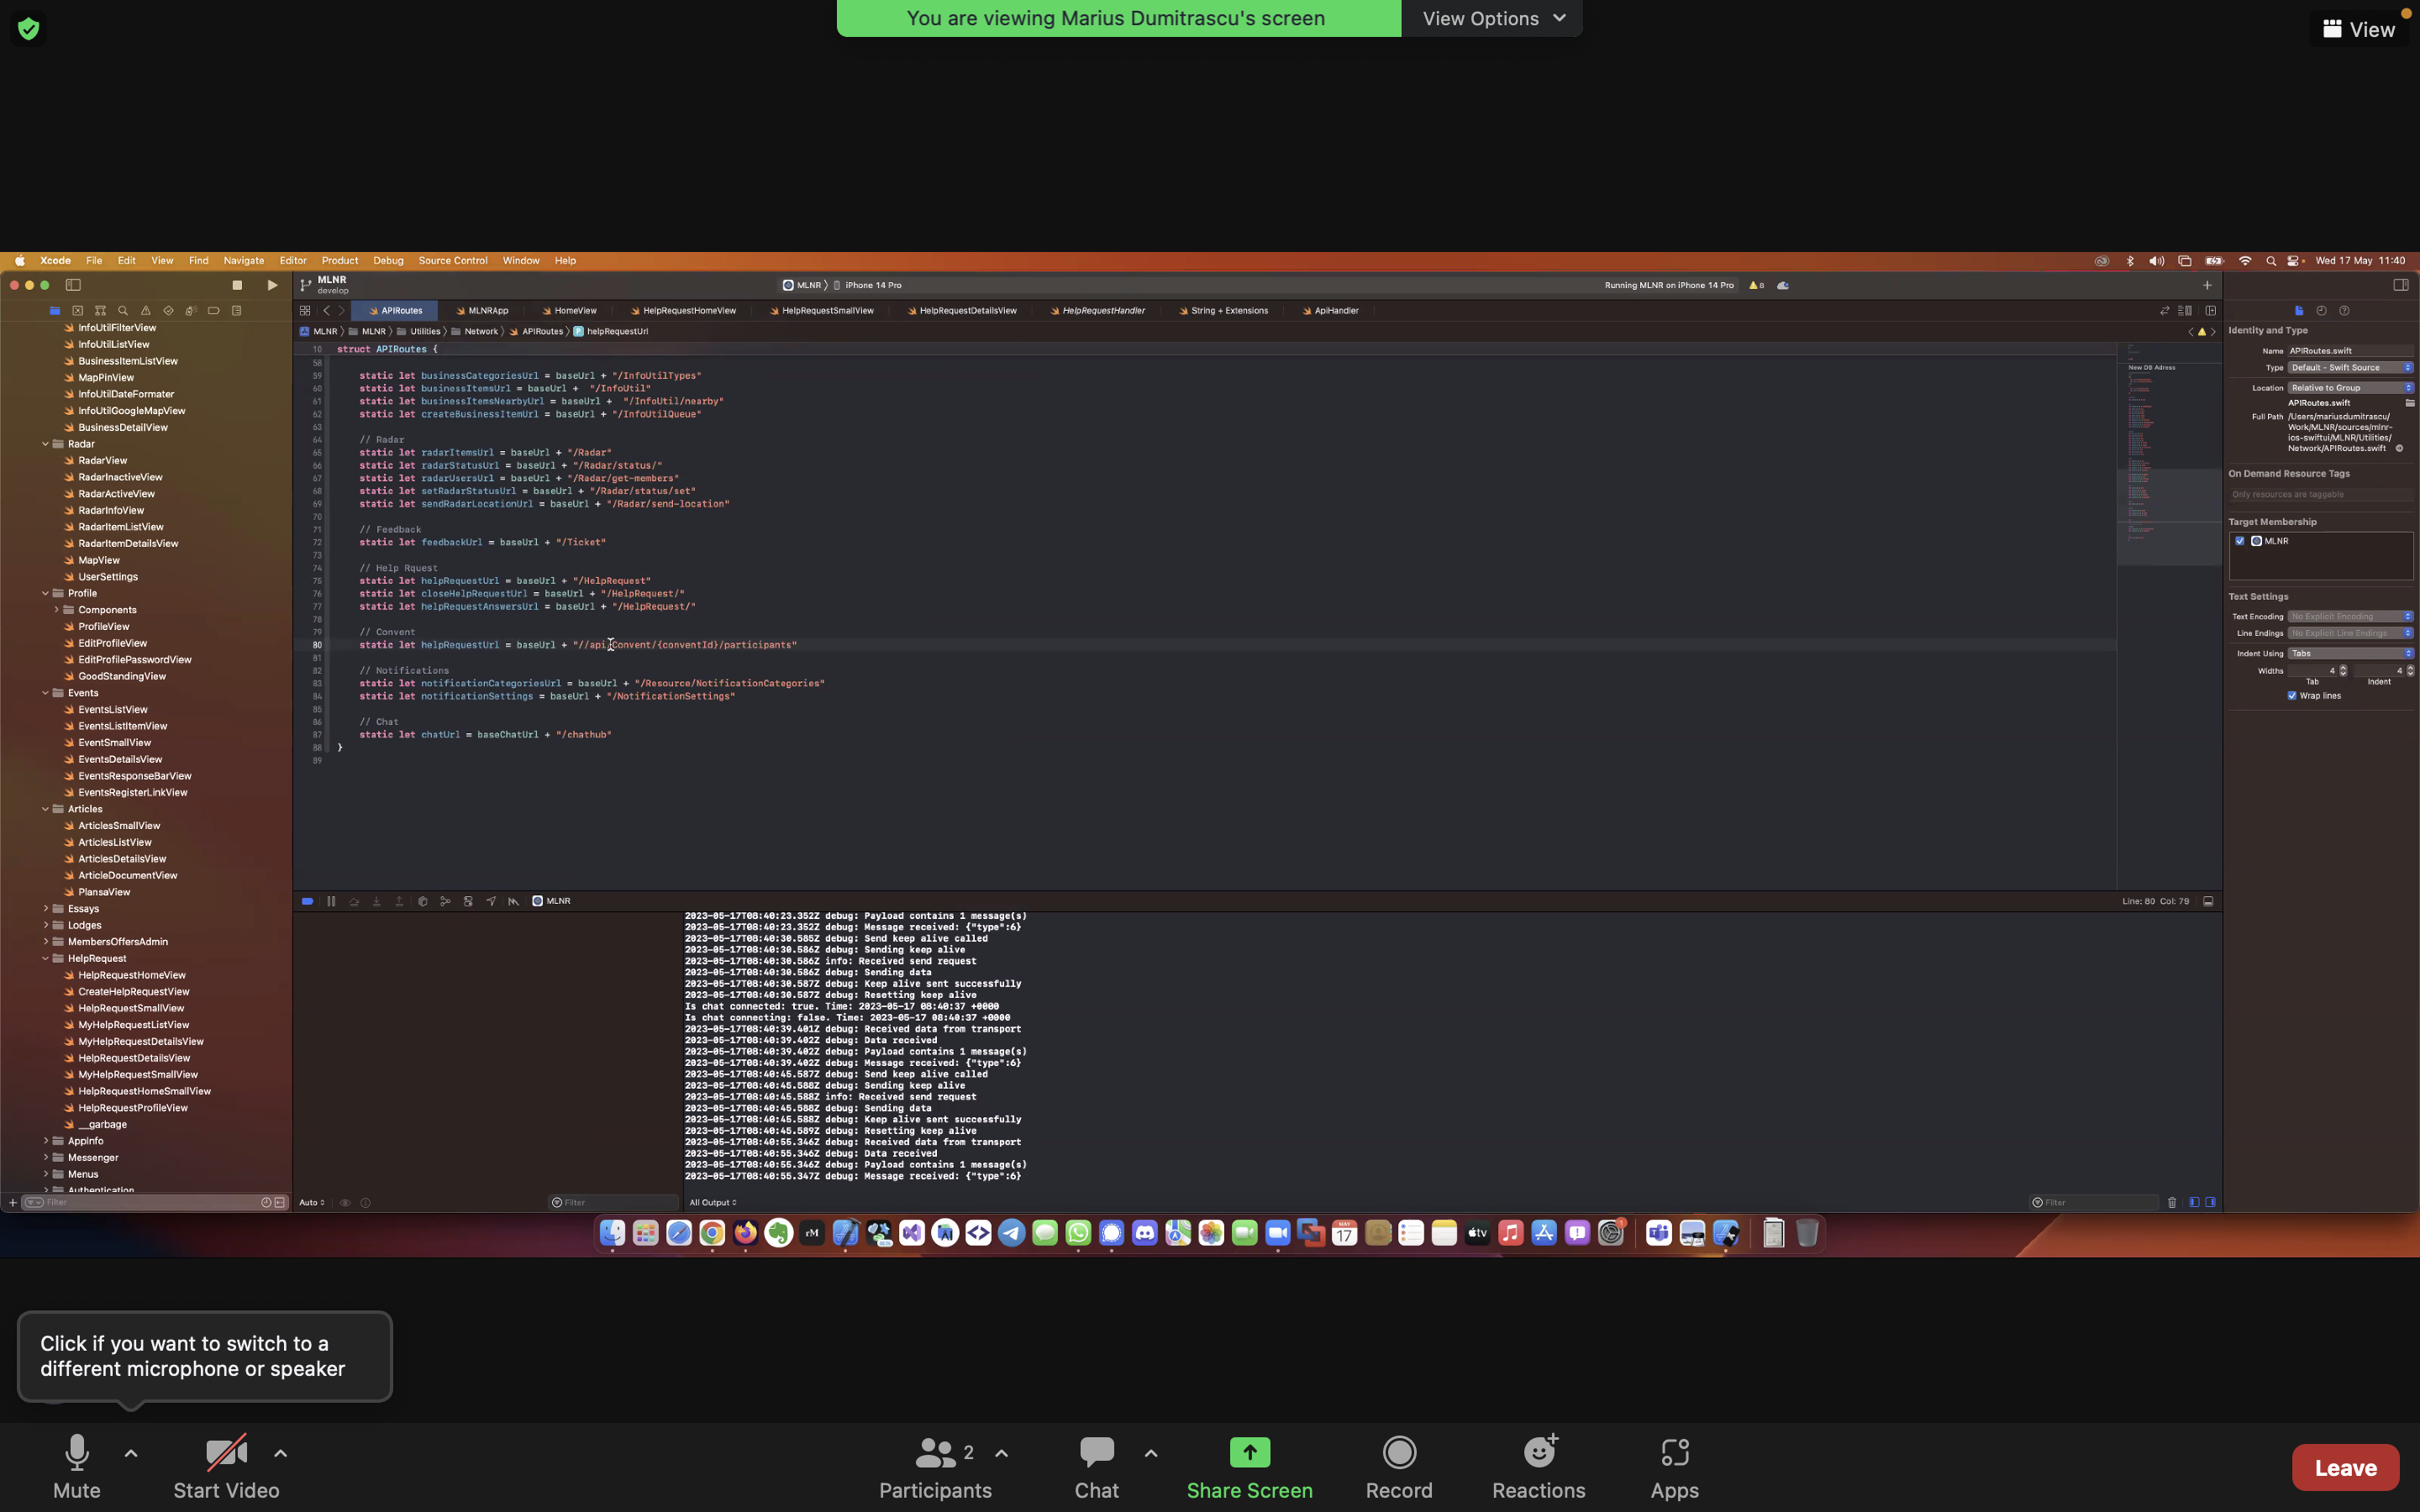 You are viewing Marius Dumitrascu's screen
View Options
View
Xcode File Edit View Find Navigate Editor Product Debug Source Control Window Help
Wed 17 May 11:40
MLNR
develop
MLNR
iPhone 14 Pro
Running MLNR on iPhone 14 Pro
8
APIRoutes
MLNRApp
HomeView
HelpRequestHomeView
HelpRequestSmallView
HelpRequestDetailsView
HelpRequestHandler
String + Extensions
ApiHandler
MLNR
MLNR
Utilities
Network
APIRoutes
helpRequestUrl
InfoUtilFilterView
InfoUtilListView
BusinessItemListView
MapPinView
InfoUtilDateFormater
InfoUtilGoogleMapView
BusinessDetailView
Radar
RadarView
RadarInactiveView
RadarActiveView
RadarInfoView
RadarItemListView
RadarItemDetailsView
MapView
UserSettings
Profile
Components
ProfileView
EditProfileView
EditProfilePasswordView
GoodStandingView
Events
EventsListView
EventsListItemView
EventSmallView
EventsDetailsView
EventsResponseBarView
EventsRegisterLinkView
Articles
ArticlesSmallView
ArticlesListView
ArticlesDetailsView
ArticleDocumentView
PlansaView
Essays
Lodges
MembersOffersAdmin
HelpRequest
HelpRequestHomeView
CreateHelpRequestView
HelpRequestSmallView
MyHelpRequestListView
MyHelpRequestDetailsView
HelpRequestDetailsView
MyHelpRequestSmallView
HelpRequestHomeSmallView
HelpRequestProfileView
__garbage
AppInfo
Messenger
Menus
Authentication
Filter
10 struct APIRoutes {
58
59 static let businessCategoriesUrl = baseUrl + "/InfoUtilTypes"
60 static let businessItemsUrl = baseUrl + "/InfoUtil"
61 static let businessItemsNearbyUrl = baseUrl + "/InfoUtil/nearby"
62 static let createBusinessItemUrl = baseUrl + "/InfoUtilQueue"
63
64 // Radar
65 static let radarItemsUrl = baseUrl + "/Radar"
66 static let radarStatusUrl = baseUrl + "/Radar/status/"
67 static let radarUsersUrl = baseUrl + "/Radar/get-members"
68 static let setRadarStatusUrl = baseUrl + "/Radar/status/set"
69 static let sendRadarLocationUrl = baseUrl + "/Radar/send-location"
70
71 // Feedback
72 static let feedbackUrl = baseUrl + "/Ticket"
73
74 // Help Rquest
75 static let helpRequestUrl = baseUrl + "/HelpRequest"
76 static let closeHelpRequestUrl = baseUrl + "/HelpRequest/"
77 static let helpRequestAnswersUrl = baseUrl + "/HelpRequest/"
78
79 // Convent
80 static let helpRequestUrl = baseUrl + "//api/Convent/{conventId}/participants"
81
82 // Notifications
83 static let notificationCategoriesUrl = baseUrl + "/Resource/NotificationCategories"
84 static let notificationSettings = baseUrl + "/NotificationSettings"
85
86 // Chat
87 static let chatUrl = baseChatUrl + "/chathub"
88 }
89
New DB Adress
MLNR
Line: 80 Col: 79
2023-05-17T08:40:23.352Z debug: Payload contains 1 message(s)
2023-05-17T08:40:23.352Z debug: Message received: {"type":6}
2023-05-17T08:40:30.585Z debug: Send keep alive called
2023-05-17T08:40:30.586Z debug: Sending keep alive
2023-05-17T08:40:30.586Z info: Received send request
2023-05-17T08:40:30.586Z debug: Sending data
2023-05-17T08:40:30.587Z debug: Keep alive sent successfully
2023-05-17T08:40:30.587Z debug: Resetting keep alive
Is chat connected: true. Time: 2023-05-17 08:40:37 +0000
Is chat connecting: false. Time: 2023-05-17 08:40:37 +0000
2023-05-17T08:40:39.401Z debug: Received data from transport
2023-05-17T08:40:39.402Z debug: Data received
2023-05-17T08:40:39.402Z debug: Payload contains 1 message(s)
2023-05-17T08:40:39.402Z debug: Message received: {"type":6}
2023-05-17T08:40:45.587Z debug: Send keep alive called
2023-05-17T08:40:45.588Z debug: Sending keep alive
2023-05-17T08:40:45.588Z info: Received send request
2023-05-17T08:40:45.588Z debug: Sending data
2023-05-17T08:40:45.588Z debug: Keep alive sent successfully
2023-05-17T08:40:45.589Z debug: Resetting keep alive
2023-05-17T08:40:55.346Z debug: Received data from transport
2023-05-17T08:40:55.346Z debug: Data received
2023-05-17T08:40:55.346Z debug: Payload contains 1 message(s)
2023-05-17T08:40:55.347Z debug: Message received: {"type":6}
Auto
Filter
All Output
Filter
Identity and Type
Name APIRoutes.swift
Type Default - Swift Source
Location Relative to Group
APIRoutes.swift
Full Path /Users/mariusdumitrascu/
Work/MLNR/sources/mlnr-
ios-swiftui/MLNR/Utilities/
Network/APIRoutes.swift
On Demand Resource Tags
Only resources are taggable
Target Membership
MLNR
Text Settings
Text Encoding No Explicit Encoding
Line Endings No Explicit Line Endings
Indent Using Tabs
Widths 4 4
Tab Indent
Wrap lines
rM
MAY
17
tv
1
Click if you want to switch to a
different microphone or speaker
Mute
Start Video
2
Participants
Chat
Share Screen
Record
Reactions
Apps
Leave